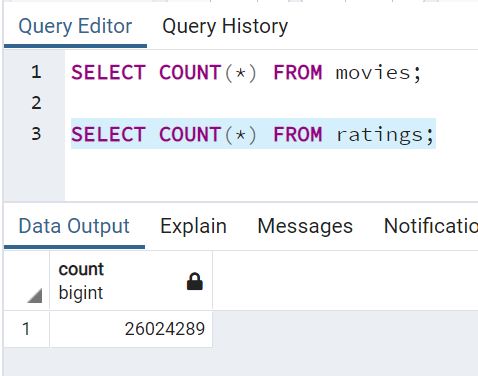 Query Editor Query History
1 SELECT COUNT(*) FROM movies;
2
3 SELECT COUNT(*) FROM ratings;
Data Output Explain Messages Notificatio
count
bigint
1 26024289